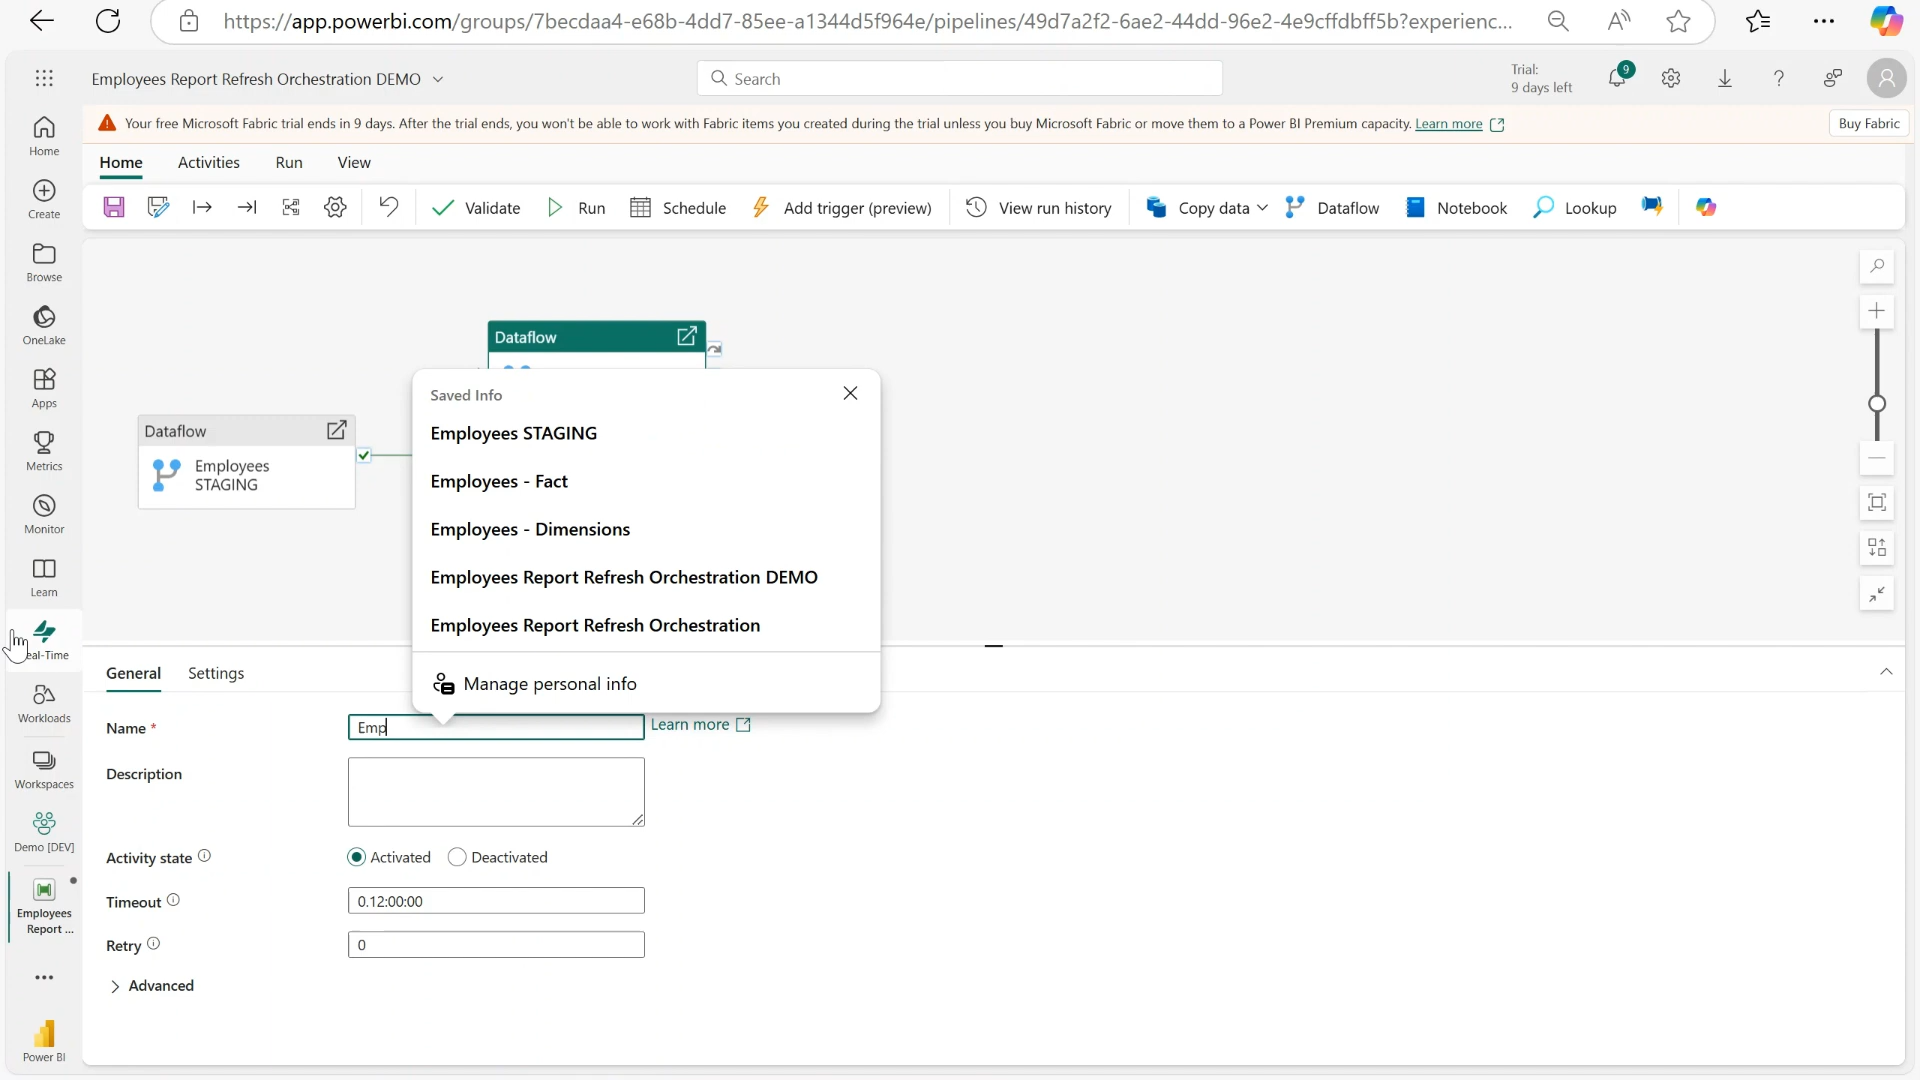 https://app.powerbi.com/groups/7becdaa4-e68b-4dd7-85ee-a1344d5f964e/pipelines/49d7a2f2-6ae2-44dd-96e2-4e9cffdbff5b?experienc...
Employees Report Refresh Orchestration DEMO
Search
Trial:
9 days left
9
Your free Microsoft Fabric trial ends in 9 days. After the trial ends, you won't be able to work with Fabric items you created during the trial unless you buy Microsoft Fabric or move them to a Power BI Premium capacity. Learn more
Buy Fabric
Home
Create
Browse
OneLake
Apps
Metrics
Monitor
Learn
eal-Time
Workloads
Workspaces
Demo [DEV]
Employees
Report ...
Power BI
Home Activities Run View
Validate Run Schedule Add trigger (preview) View run history Copy data Dataflow Notebook Lookup
Dataflow
Dataflow
Employees
STAGING
Saved Info
Employees STAGING
Employees - Fact
Employees - Dimensions
Employees Report Refresh Orchestration DEMO
Employees Report Refresh Orchestration
Manage personal info
General Settings
Name * Emp Learn more
Description
Activity state Activated Deactivated
Timeout 0.12:00:00
Retry 0
Advanced